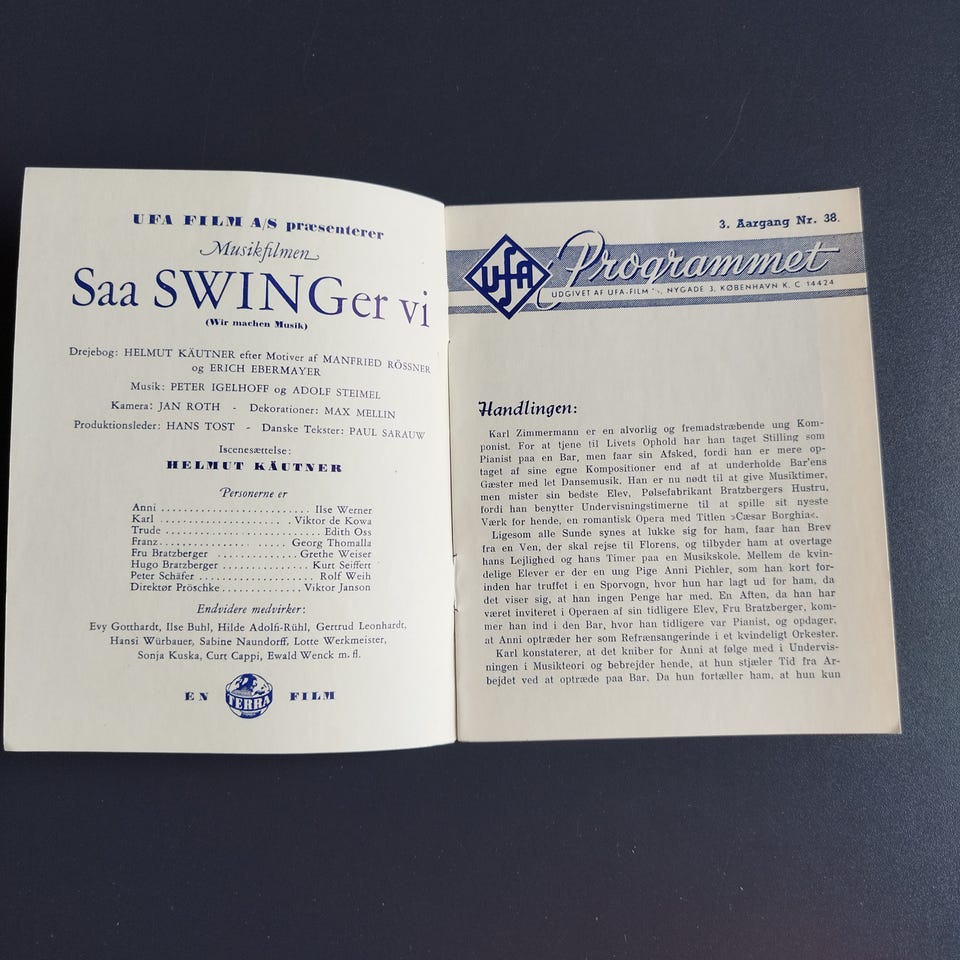 UFA FILM A/S præsenterer
Musikfilmen
Saa SWINGer vi
(Wir machen Musik)
Drejebog: HELMUT KÄUTNER efter Motiver af MANFRED RÖSSNER
og ERICH EBERMAYER
Musik: PETER IGELHOFF og ADOLF STEIMEL
Kamera: JAN ROTH - Dekorationer: MAX MELLIN
Produktionsleder: HANS TOST - Danske Tekster: PAUL SARAUW
Iscenesættelse:
HELMUT KÄUTNER
Personerne er
Anni ............................ Ilse Werner
Karl .......................... Viktor de Kowa
Trude ............................ Edith Oss
Franz ....................... Georg Thomalla
Fru Bratzberger ............... Grethe Weiser
Hugo Bratzberger ............... Kurt Seiffert
Peter Schäfer ..................... Rolf Weih
Direktør Pröschke ............. Viktor Janson
Endvidere medvirker:
Evy Gotthardt, Ilse Buhl, Hilde Adolfi-Rühl, Gertrud Leonhardt,
Hansi Würbauer, Sabine Naundorff, Lotte Werkmeister,
Sonja Kuska, Curt Cappi, Ewald Wenck m. fl.
EN TERRA FILM
3. Aargang Nr. 38.
UFA Programmet
UDGIVET AF UFA-FILM A/S, NYGADE 3, KØBENHAVN K. C 14424
Handlingen:
Karl Zimmermann er en alvorlig og fremadstræbende ung Kom-
ponist. For at tjene til Livets Ophold har han taget Stilling som
Pianist paa en Bar, men faar sin Afsked, fordi han er mere op-
taget af sine egne Kompositioner end af at underholde Bar'ens
Gæster med let Dansemusik. Han er nu nødt til at give Musiktimer,
men mister sin bedste Elev, Pølsefabrikant Bratzbergers Hustru,
fordi han benytter Undervisningstimerne til at spille sit nyeste
Værk for hende, en romantisk Opera med Titlen »Cæsar Borghia«.
Ligesom alle Sunde synes at lukke sig for ham, faar han Brev
fra en Ven, der skal rejse til Florens, og tilbyder ham at overtage
hans Lejlighed og hans Timer paa en Musikskole. Mellem de kvin-
delige Elever er der en ung Pige Anni Pichler, som han kort for-
inden har truffet i en Sporvogn, hvor hun har lagt ud for ham, da
det viser sig, at han ingen Penge har med. En Aften, da han har
været inviteret i Operaen af sin tidligere Elev, Fru Bratzberger, kom-
mer han ind i den Bar, hvor han tidligere var Pianist, og opdager,
at Anni optræder her som Refrænsangerinde i et kvindeligt Orkester.
Karl konstaterer, at det kniber for Anni at følge med i Undervis-
ningen i Musikteori og bebrejder hende, at hun stjæler Tid fra Ar-
bejdet ved at optræde paa Bar. Da hun fortæller ham, at hun kun